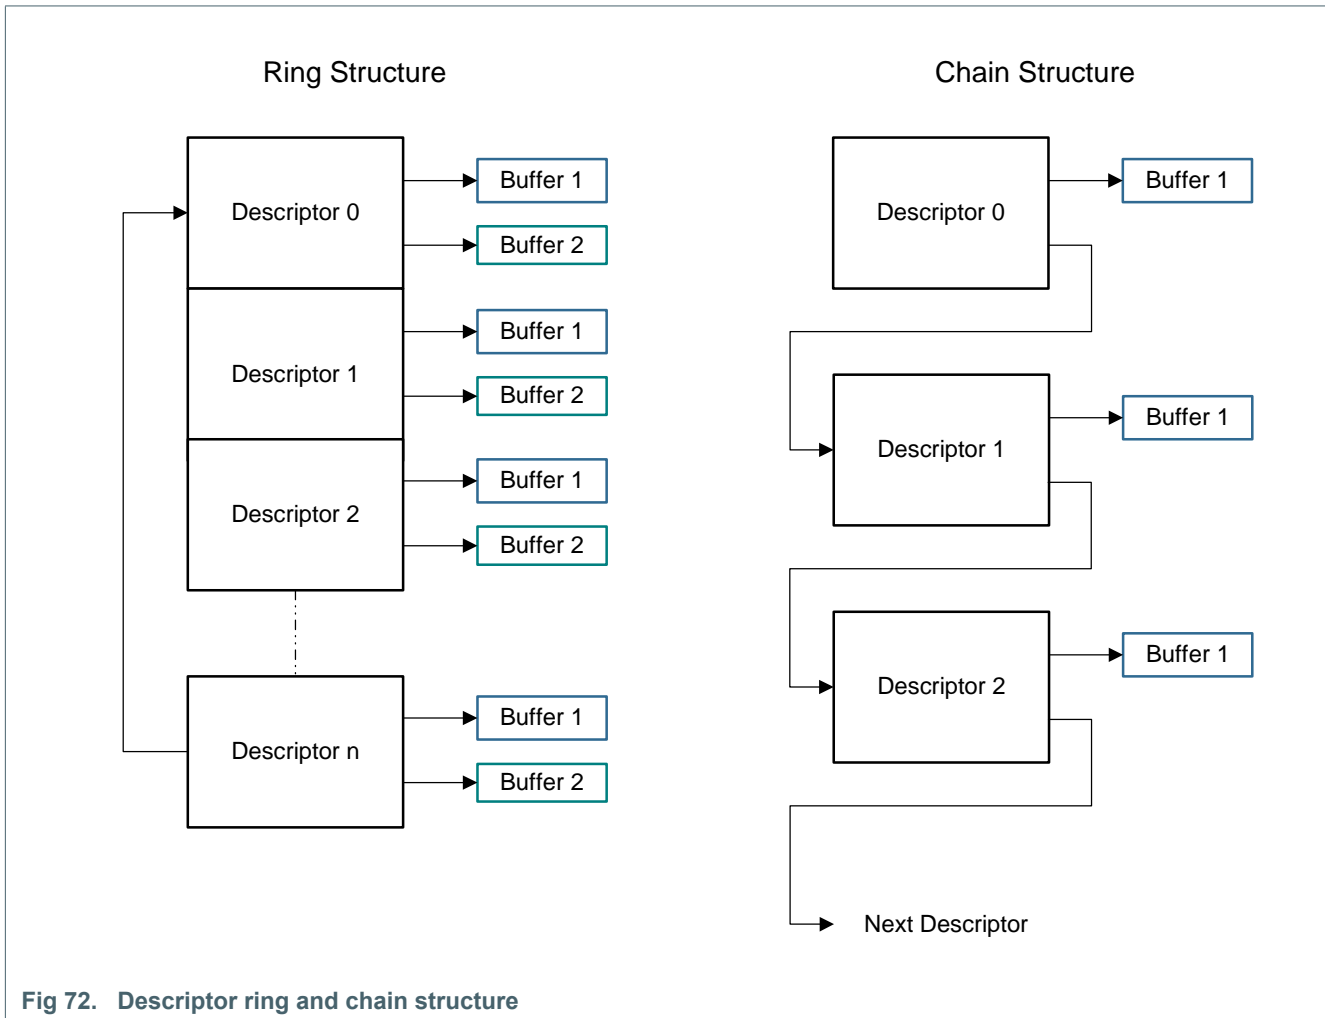 Ring Structure
Descriptor 0
Buffer 1
Buffer 2
Descriptor 1
Buffer 1
Buffer 2
Descriptor 2
Buffer 1
Buffer 2
Descriptor n
Buffer 1
Buffer 2
Chain Structure
Descriptor 0
Buffer 1
Descriptor 1
Buffer 1
Descriptor 2
Buffer 1
Next Descriptor
Fig 72. Descriptor ring and chain structure